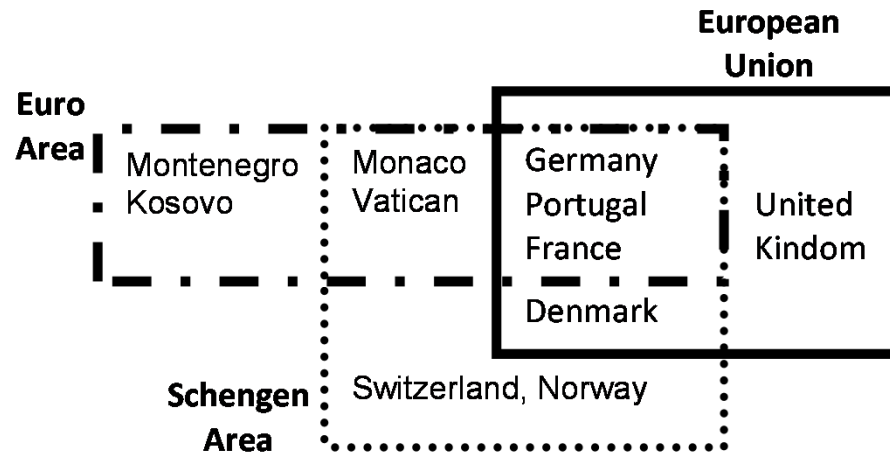 European
Union
Euro
Area
Montenegro
Kosovo
Monaco
Vatican
Germany
Portugal
France
United
Kindom
Denmark
Switzerland, Norway
Schengen
Area